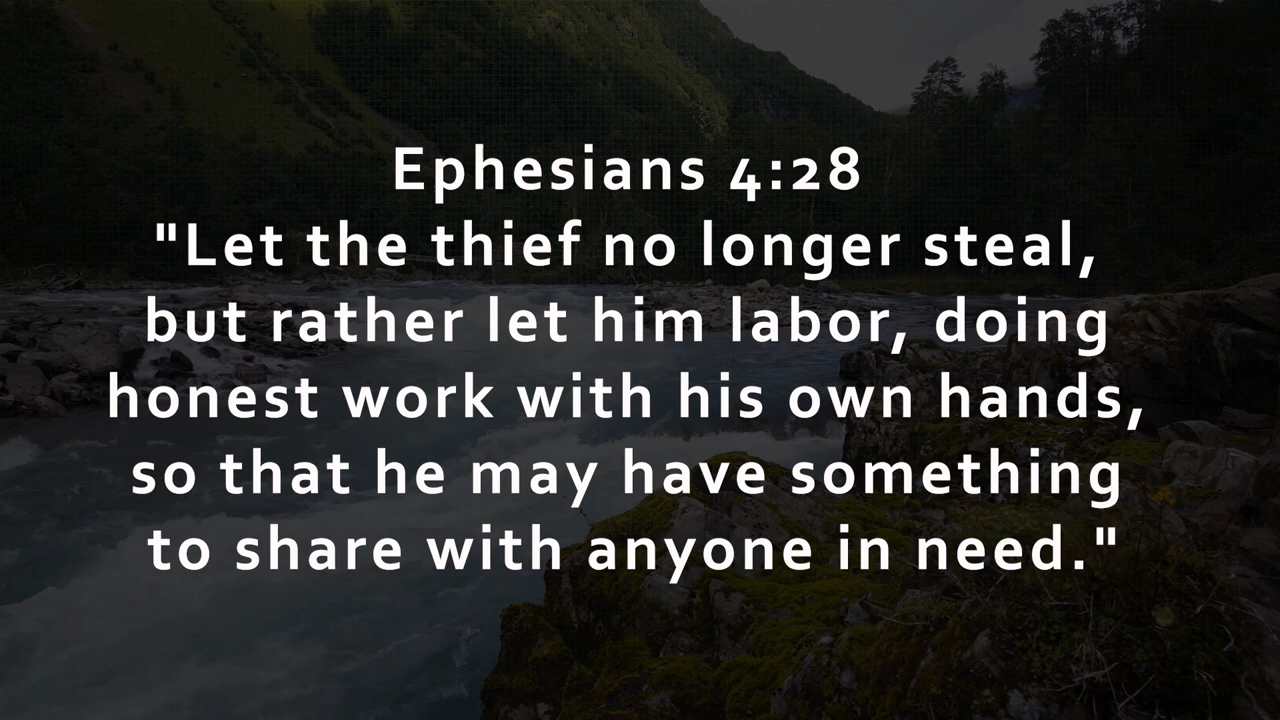 Ephesians 4:28
"Let the thief no longer steal,
but rather let him labor, doing
honest work with his own hands,
so that he may have something
to share with anyone in need."